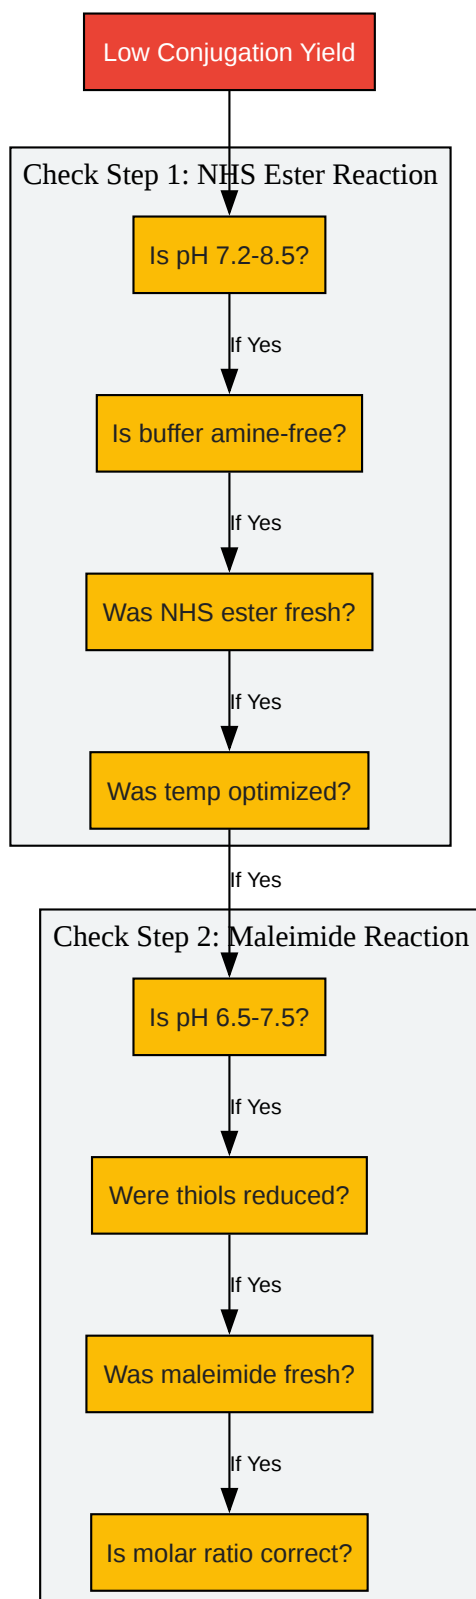 Low Conjugation Yield
Check Step 1: NHS Ester Reaction
Is pH 7.2-8.5?
If Yes
Is buffer amine-free?
If Yes
Was NHS ester fresh?
If Yes
Was temp optimized?
If Yes
Check Step 2: Maleimide Reaction
Is pH 6.5-7.5?
If Yes
Were thiols reduced?
If Yes
Was maleimide fresh?
If Yes
Is molar ratio correct?